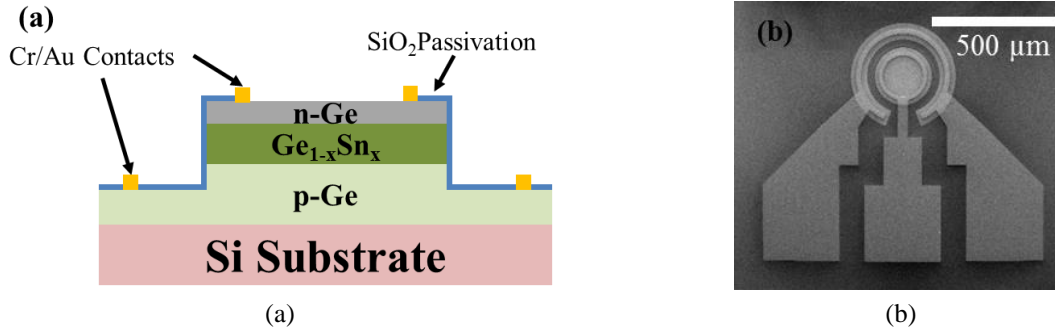 (a)
Cr/Au Contacts
SiO₂Passivation
n-Ge
Ge₁₋ₓSnₓ
p-Ge
Si Substrate
(a)
(b)
500 μm
(b)